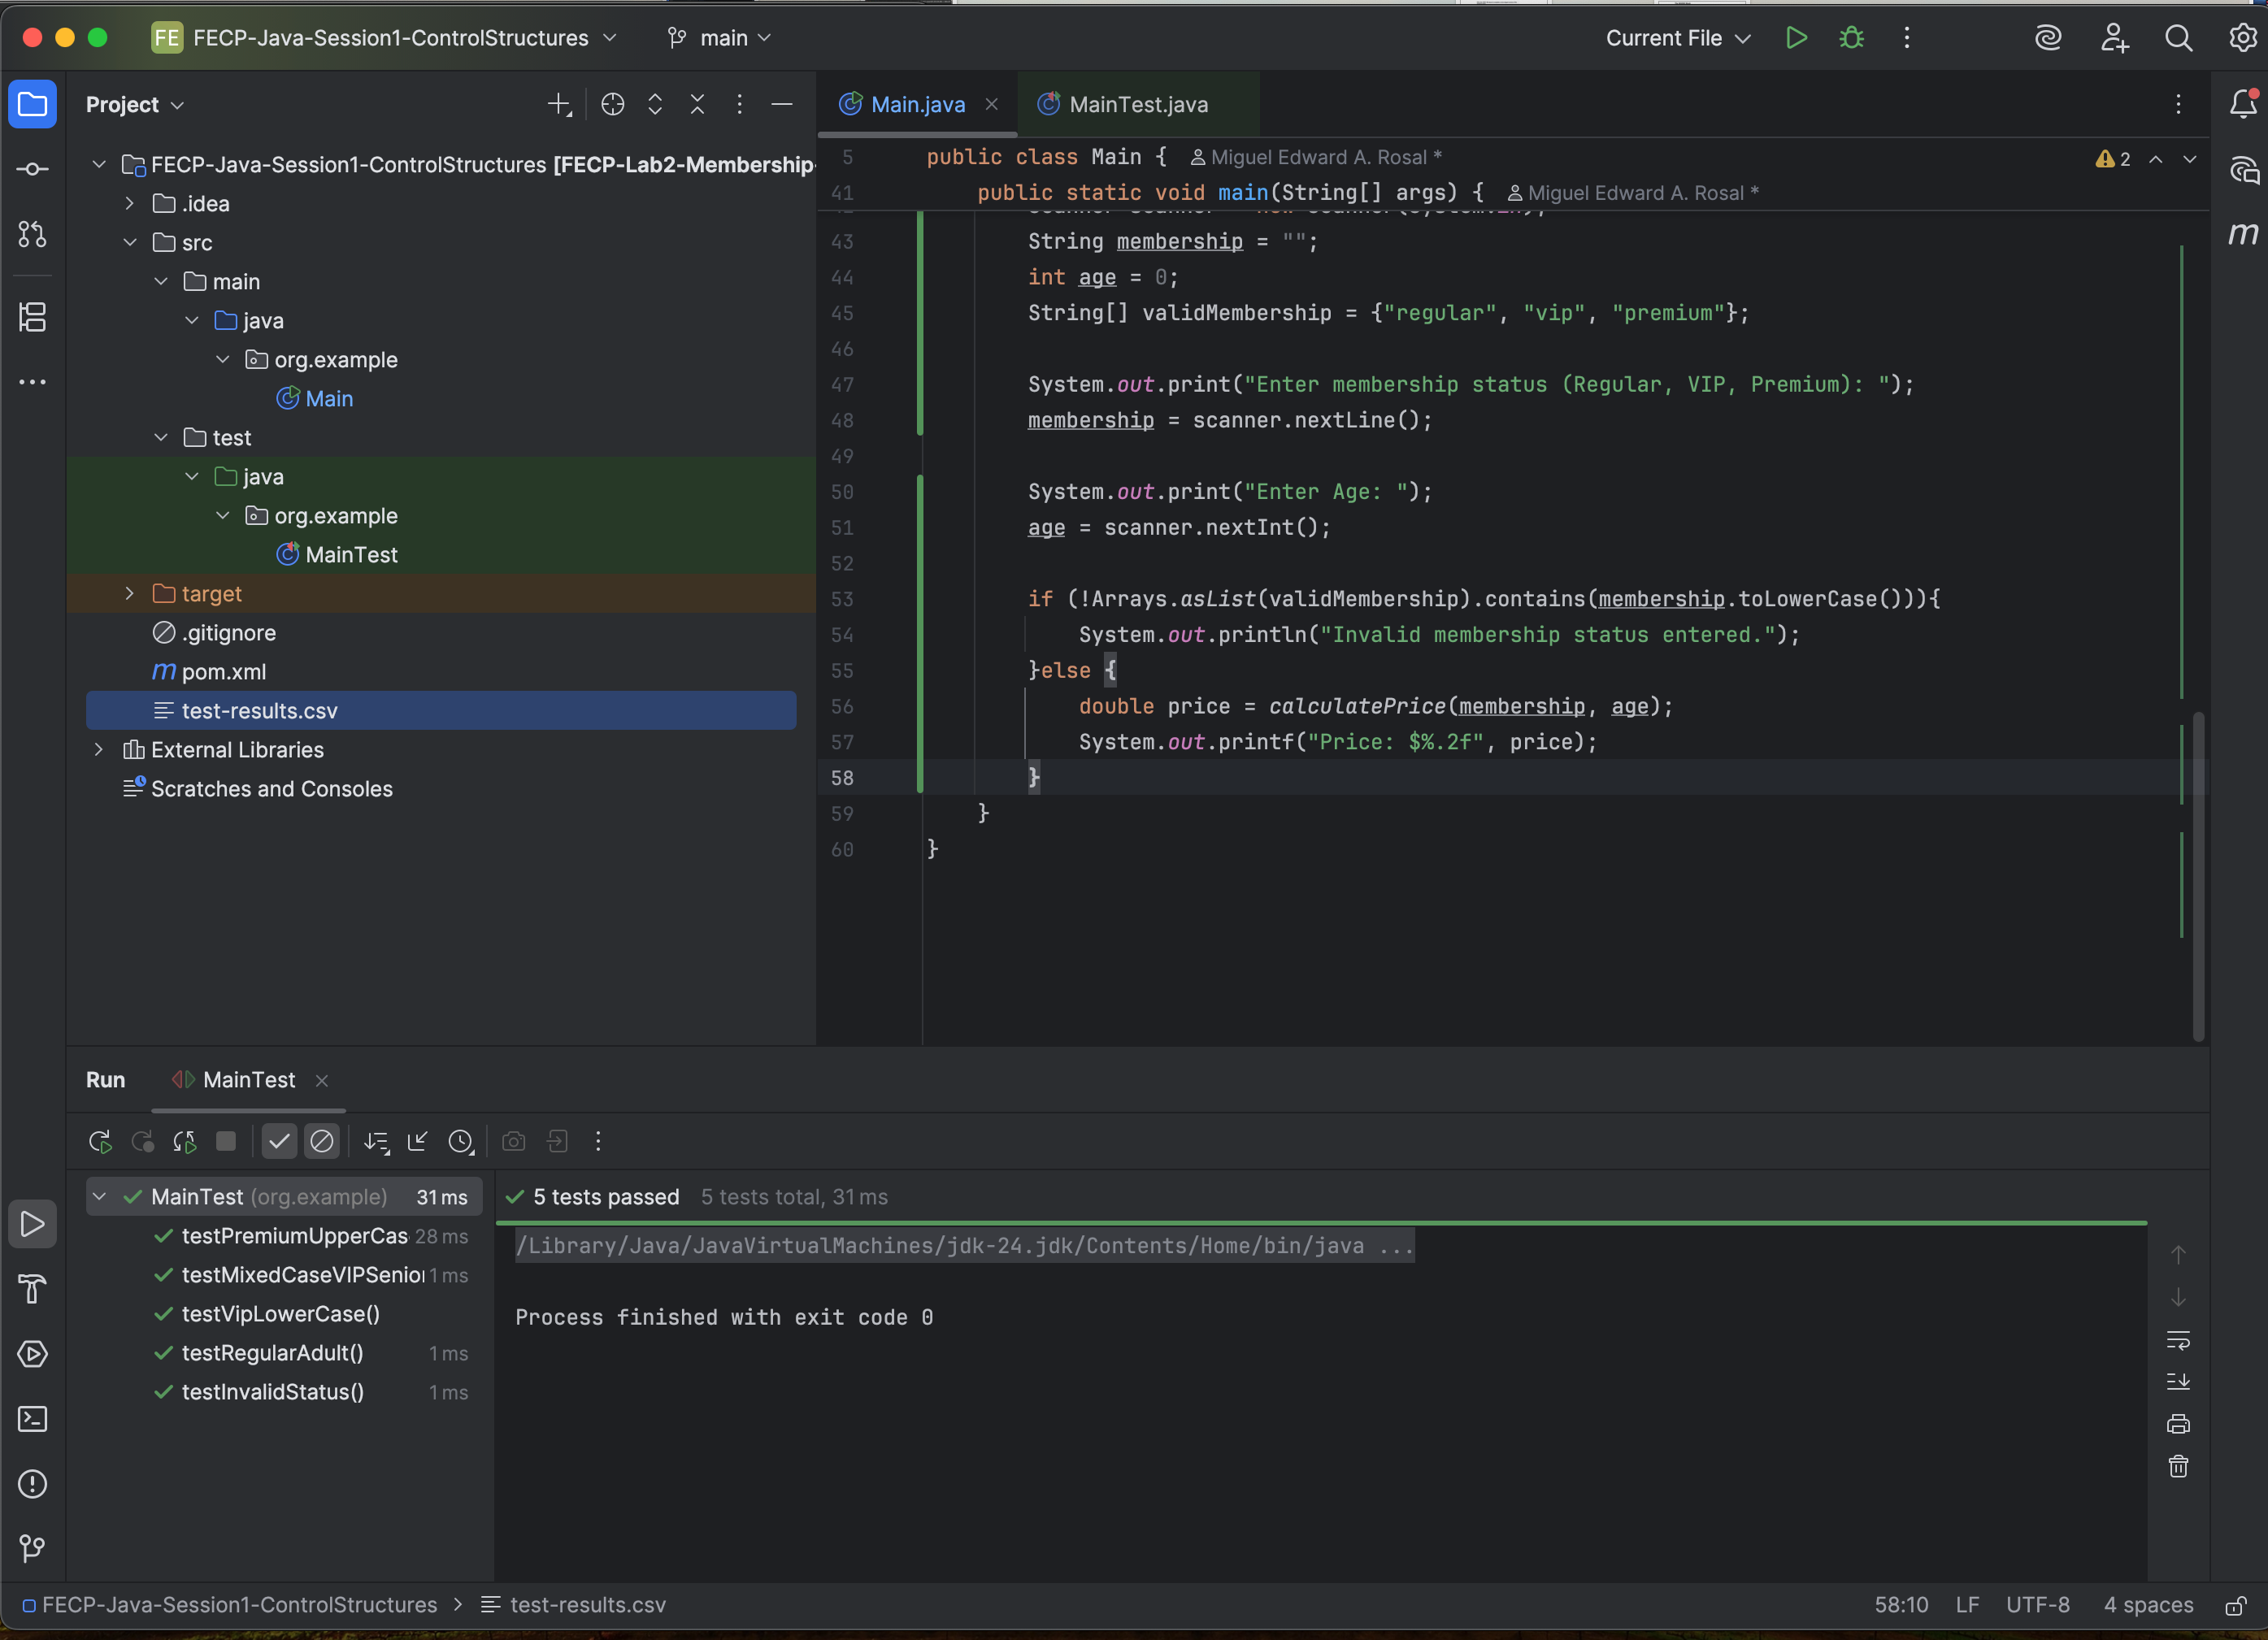 FE FECP-Java-Session1-ControlStructures main Current File
Project
Main.java
MainTest.java
FECP-Java-Session1-ControlStructures [FECP-Lab2-Membership-
.idea
src
main
java
org.example
Main
test
java
org.example
MainTest
target
.gitignore
pom.xml
test-results.csv
External Libraries
Scratches and Consoles
5 public class Main { Miguel Edward A. Rosal *
2
41 public static void main(String[] args) { Miguel Edward A. Rosal *
43 String membership = "";
44 int age = 0;
45 String[] validMembership = {"regular", "vip", "premium"};
46
47 System.out.print("Enter membership status (Regular, VIP, Premium): ");
48 membership = scanner.nextLine();
49
50 System.out.print("Enter Age: ");
51 age = scanner.nextInt();
52
53 if (!Arrays.asList(validMembership).contains(membership.toLowerCase())){
54 System.out.println("Invalid membership status entered.");
55 }else {
56 double price = calculatePrice(membership, age);
57 System.out.printf("Price: $%.2f", price);
58 }
59 }
60 }
Run MainTest
MainTest (org.example) 31 ms
testPremiumUpperCas 28 ms
testMixedCaseVIPSenior 1 ms
testVipLowerCase()
testRegularAdult() 1 ms
testInvalidStatus() 1 ms
5 tests passed 5 tests total, 31 ms
/Library/Java/JavaVirtualMachines/jdk-24.jdk/Contents/Home/bin/java ...
Process finished with exit code 0
FECP-Java-Session1-ControlStructures > test-results.csv
58:10 LF UTF-8 4 spaces